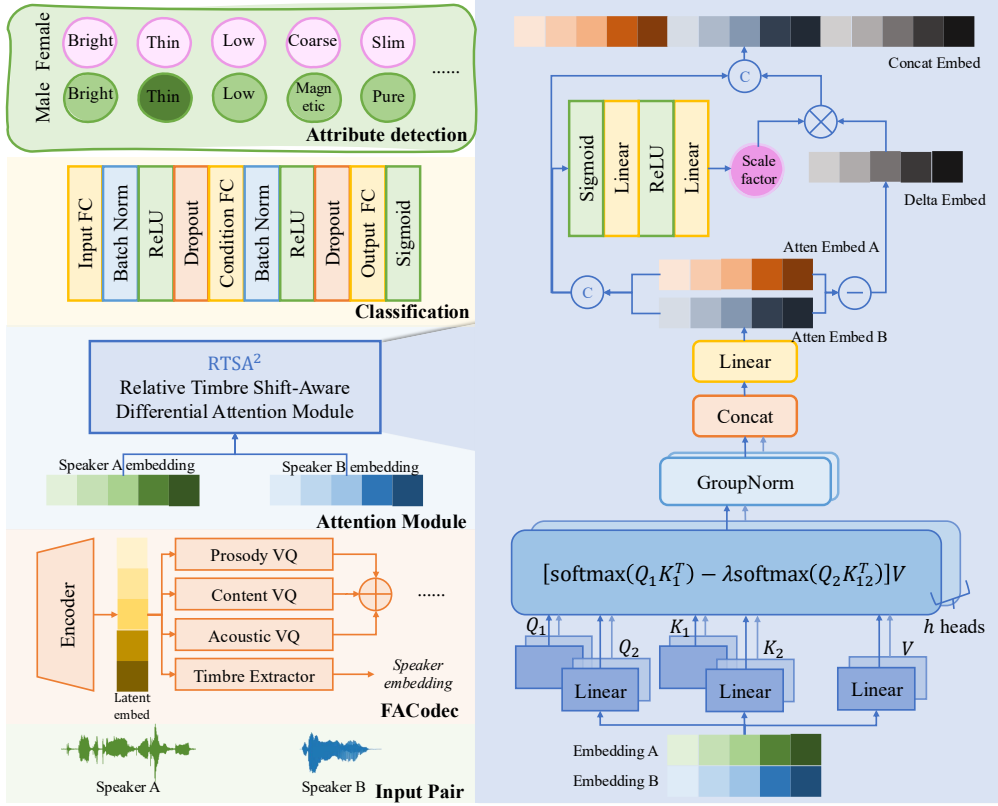 Female
Bright
Thin
Low
Coarse
Slim
......
Male
Bright
Thin
Low
Magn
etic
Pure
Attribute detection
Input FC
Batch Norm
ReLU
Dropout
Condition FC
Batch Norm
ReLU
Dropout
Output FC
Sigmoid
Classification
RTSA²
Relative Timbre Shift-Aware
Differential Attention Module
Speaker A embedding
Speaker B embedding
Attention Module
Encoder
Latent
embed
Prosody VQ
Content VQ
Acoustic VQ
Timbre Extractor
......
Speaker
embedding
FACodec
Speaker A
Speaker B
Input Pair
Concat Embed
C
Sigmoid
Linear
ReLU
Linear
Scale
factor
Delta Embed
Atten Embed A
C
Atten Embed B
Linear
Concat
GroupNorm
[softmax(Q₁K₁ᵀ) − λsoftmax(Q₂K₁₂ᵀ)]V
h heads
Q₁
Q₂
K₁
K₂
V
Linear
Linear
Linear
Embedding A
Embedding B